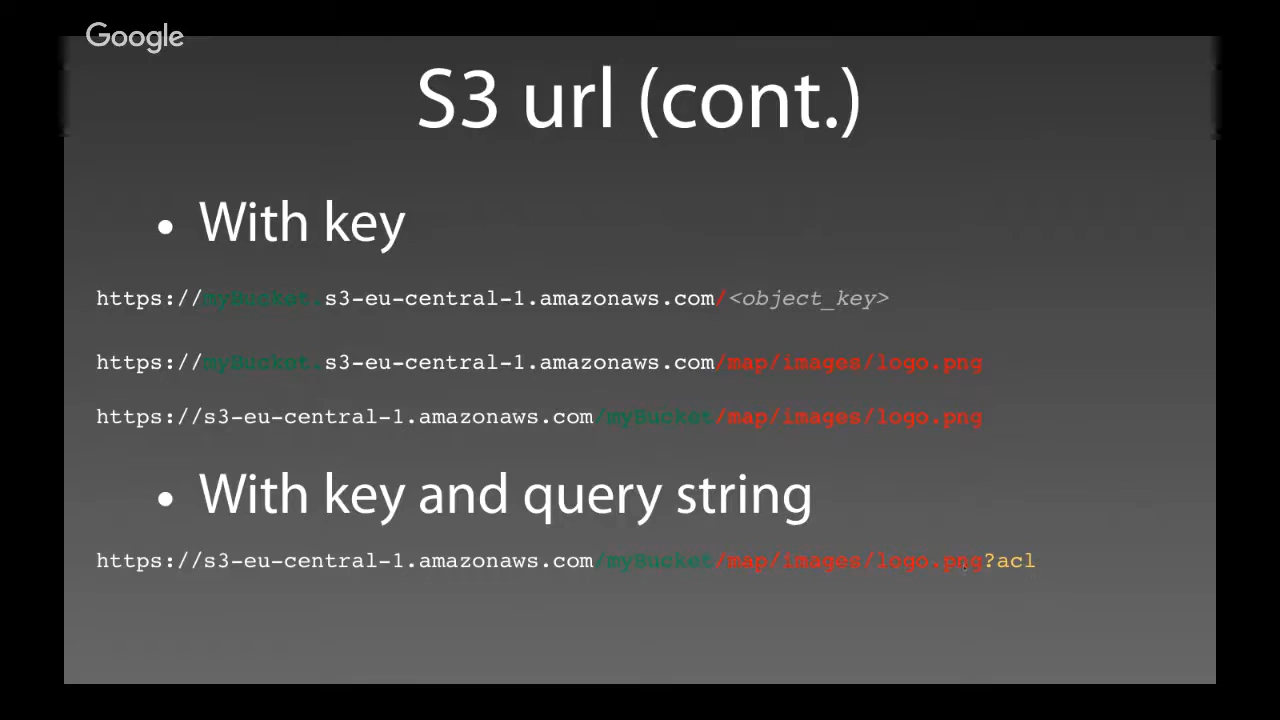 Google
S3 url (cont.)
• With key
https://myBucket.s3-eu-central-1.amazonaws.com/<object_key>
https://myBucket.s3-eu-central-1.amazonaws.com/map/images/logo.png
https://s3-eu-central-1.amazonaws.com/myBucket/map/images/logo.png
• With key and query string
https://s3-eu-central-1.amazonaws.com/myBucket/map/images/logo.png?acl